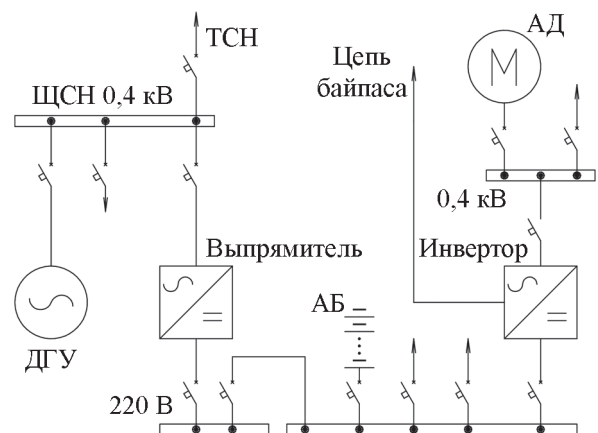 ТСН
АД
Цепь
байпаса
ЩСН 0,4 кВ
М
0,4 кВ
Выпрямитель
Инвертор
АБ
ДГУ
220 В